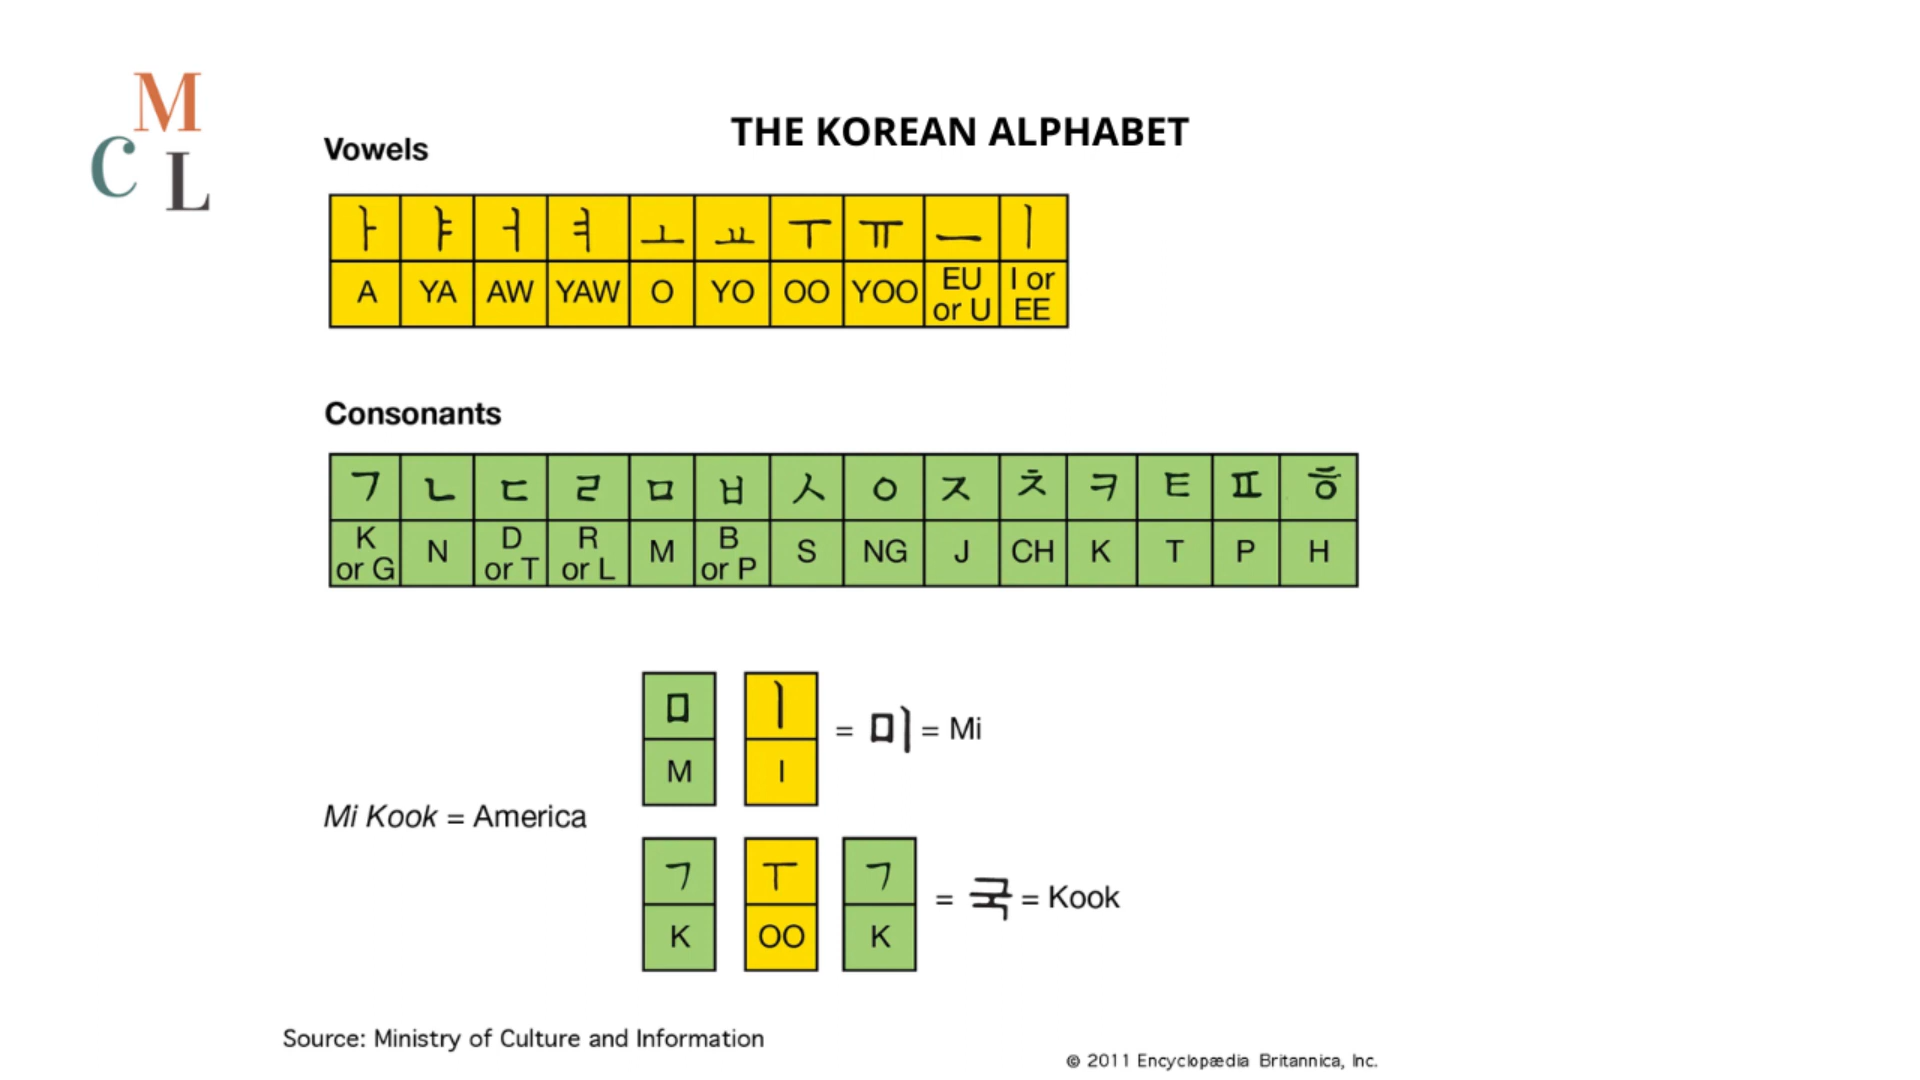 M
C L
THE KOREAN ALPHABET
Vowels
ㅏ ㅑ ㅓ ㅕ ㅗ ㅛ ㅜ ㅠ ㅡ ㅣ
A YA AW YAW O YO OO YOO EU or U I or EE
Consonants
ㄱ ㄴ ㄷ ㄹ ㅁ ㅂ ㅅ ㅇ ㅈ ㅊ ㅋ ㅌ ㅍ ㅎ
K or G N D or T R or L M B or P S NG J CH K T P H
ㅁ ㅣ = 미 = Mi
M I
Mi Kook = America
ㄱ ㅜ ㄱ = 국 = Kook
K OO K
Source: Ministry of Culture and Information
© 2011 Encyclopædia Britannica, Inc.